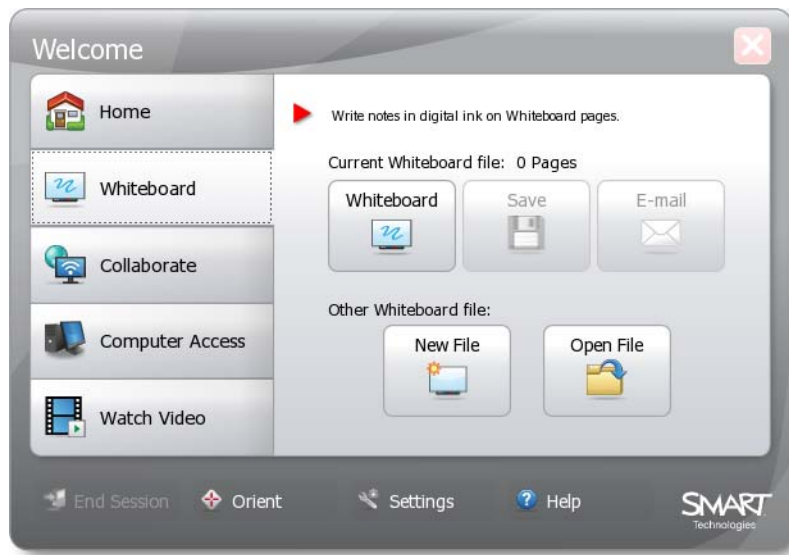 Welcome
Home
Whiteboard
Collaborate
Computer Access
Watch Video
Write notes in digital ink on Whiteboard pages.
Current Whiteboard file: 0 Pages
Whiteboard
Save
E-mail
Other Whiteboard file:
New File
Open File
End Session
Orient
Settings
Help
SMART
Technologies